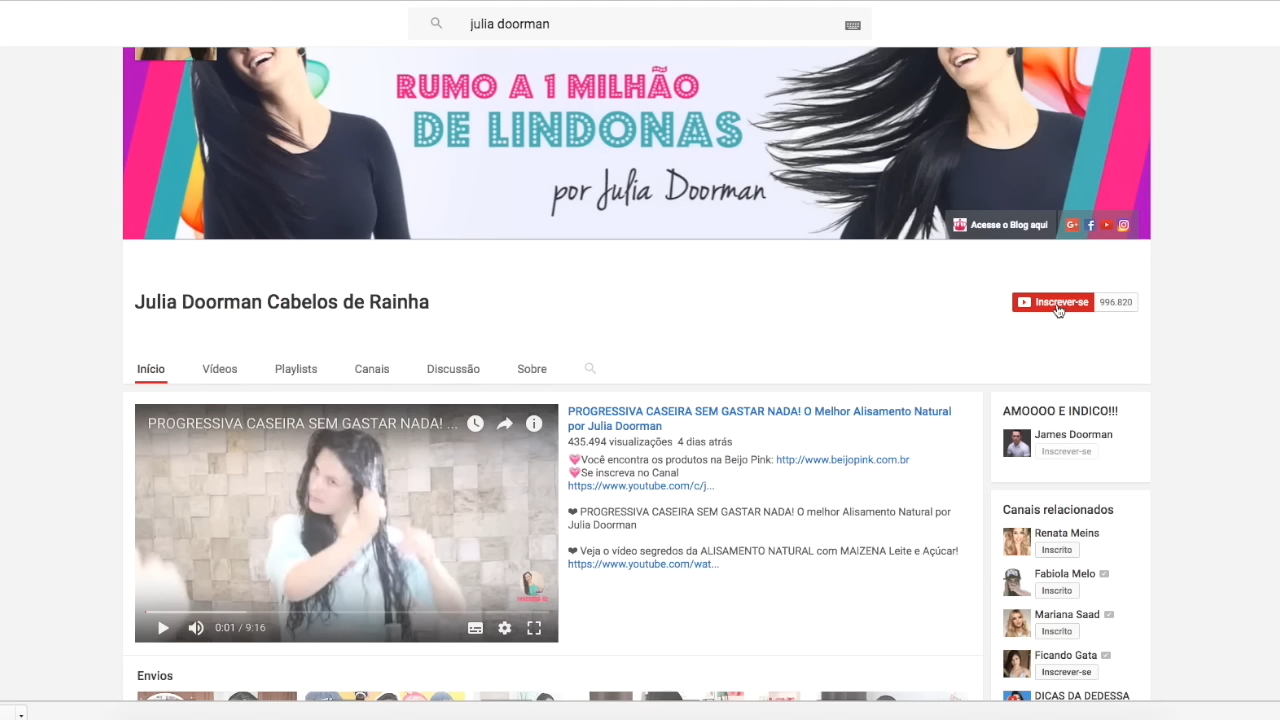 julia doorman
RUMO A 1 MILHÃO
DE LINDONAS
por Julia Doorman
Acesse o Blog aqui
Julia Doorman Cabelos de Rainha
Inscrever-se 996.820
Início Vídeos Playlists Canais Discussão Sobre
PROGRESSIVA CASEIRA SEM GASTAR NADA! ...
0:01 / 9:16
PROGRESSIVA CASEIRA SEM GASTAR NADA! O Melhor Alisamento Natural
por Julia Doorman
435.494 visualizações 4 dias atrás
💗Você encontra os produtos na Beijo Pink: http://www.beijopink.com.br
💗Se inscreva no Canal
https://www.youtube.com/c/j...
❤ PROGRESSIVA CASEIRA SEM GASTAR NADA! O melhor Alisamento Natural por
Julia Doorman
❤ Veja o vídeo segredos da ALISAMENTO NATURAL com MAIZENA Leite e Açúcar!
https://www.youtube.com/wat...
Envios
AMOOOO E INDICO!!!
James Doorman
Inscrever-se
Canais relacionados
Renata Meins
Inscrito
Fabiola Melo
Inscrito
Mariana Saad
Inscrito
Ficando Gata
Inscrever-se
DICAS DA DEDESSA